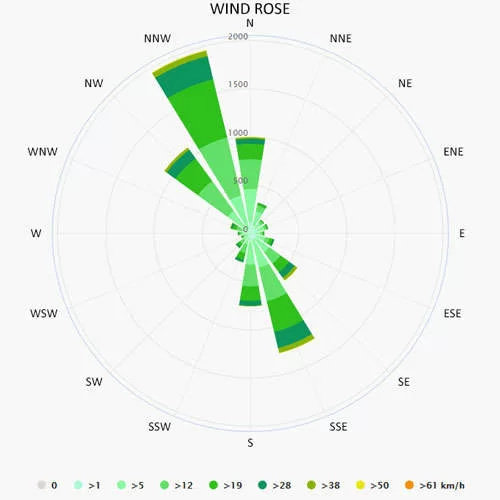 WIND ROSE
N
NNW
NNE
2000
NW
NE
1500
1000
WNW
ENE
500
W
0
E
WSW
ESE
SW
SE
SSW
SSE
S
0 >1 >5 >12 >19 >28 >38 >50 >61 km/h